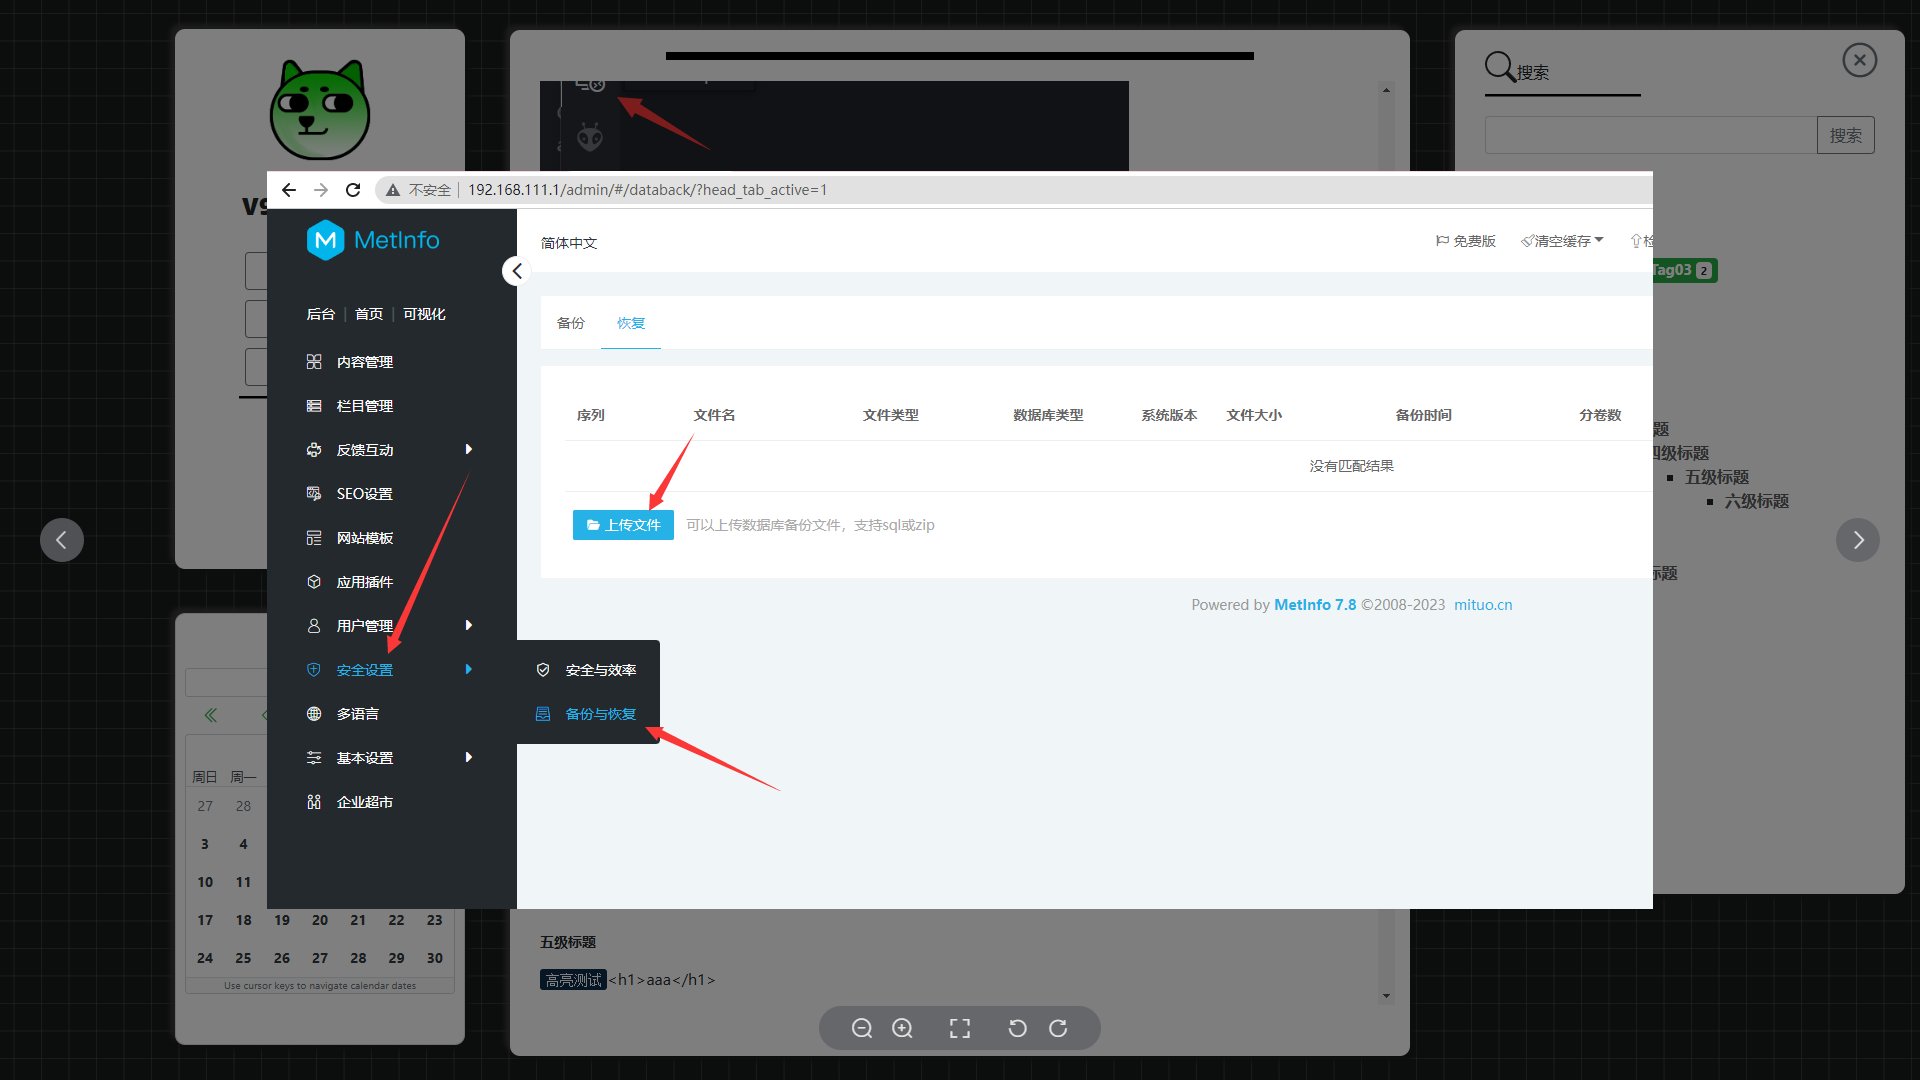 搜索
搜索
不安全 | 192.168.111.1/admin/#/databack/?head_tab_active=1
MetInfo
简体中文
免费版
清空缓存
后台 | 首页 | 可视化
Tag03 2
备份
恢复
内容管理
栏目管理
反馈互动
SEO设置
网站模板
应用插件
用户管理
安全设置
多语言
基本设置
企业超市
序列 文件名 文件类型 数据库类型 系统版本 文件大小 备份时间 分卷数
没有匹配结果
上传文件 可以上传数据库备份文件，支持sql或zip
Powered by MetInfo 7.8 ©2008-2023 mituo.cn
安全与效率
备份与恢复
四级标题
五级标题
六级标题
标题
周日 周一
27 28
3 4
10 11
17 18 19 20 21 22 23
24 25 26 27 28 29 30
Use cursor keys to navigate calendar dates
五级标题
高亮测试 <h1>aaa</h1>